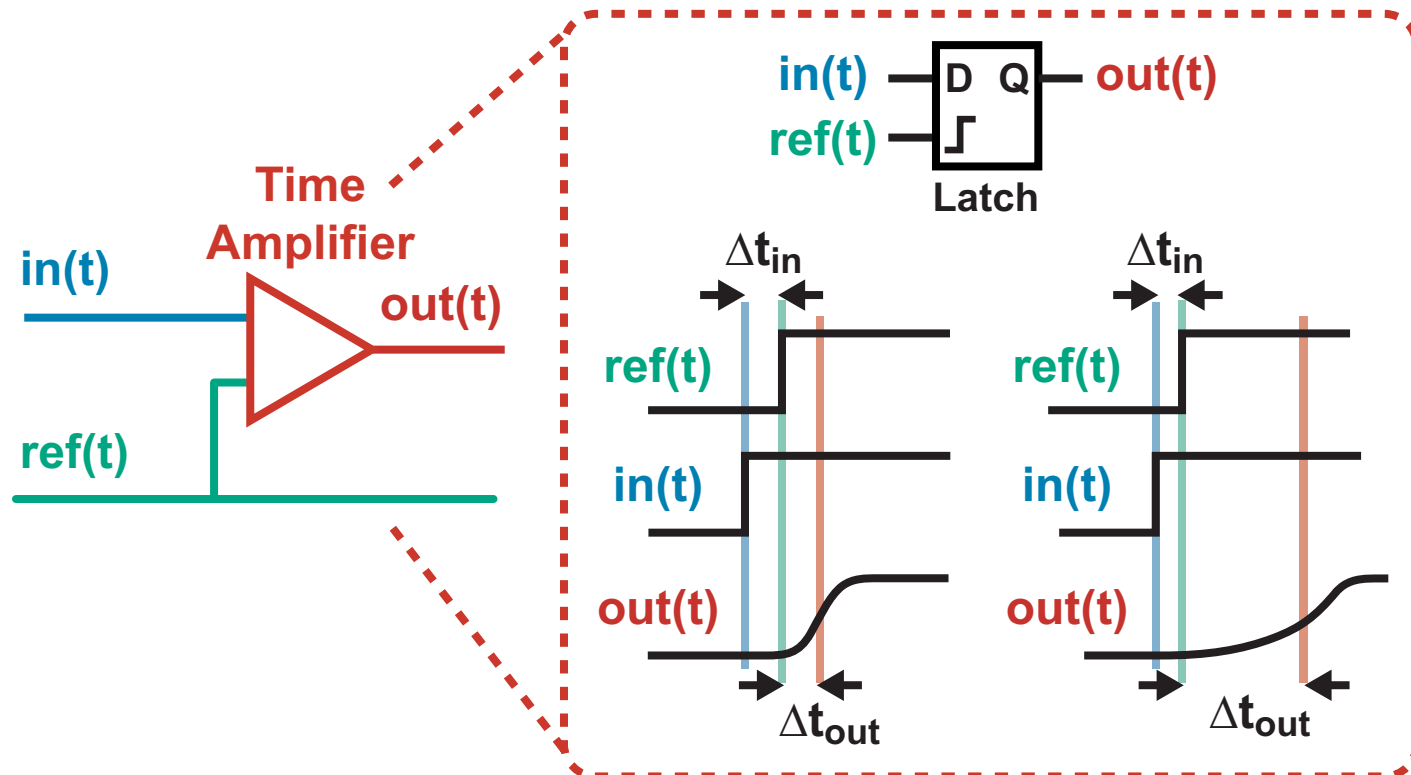 Time
Amplifier
in(t)
out(t)
ref(t)
in(t)
D Q
out(t)
ref(t)
Latch
Δtin
ref(t)
in(t)
out(t)
Δtout
Δtin
ref(t)
in(t)
out(t)
Δtout